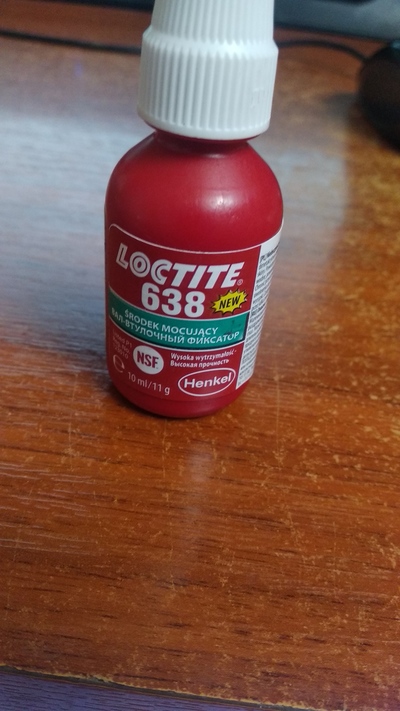 LOCTITE®
638
NEW
ŚRODEK MOCUJĄCY
ВАЛ-ВТУЛОЧНЫЙ ФИКСАТОР
NSF
Wysoka wytrzymałość -
Высокая прочность
10 ml/11 g
Henkel